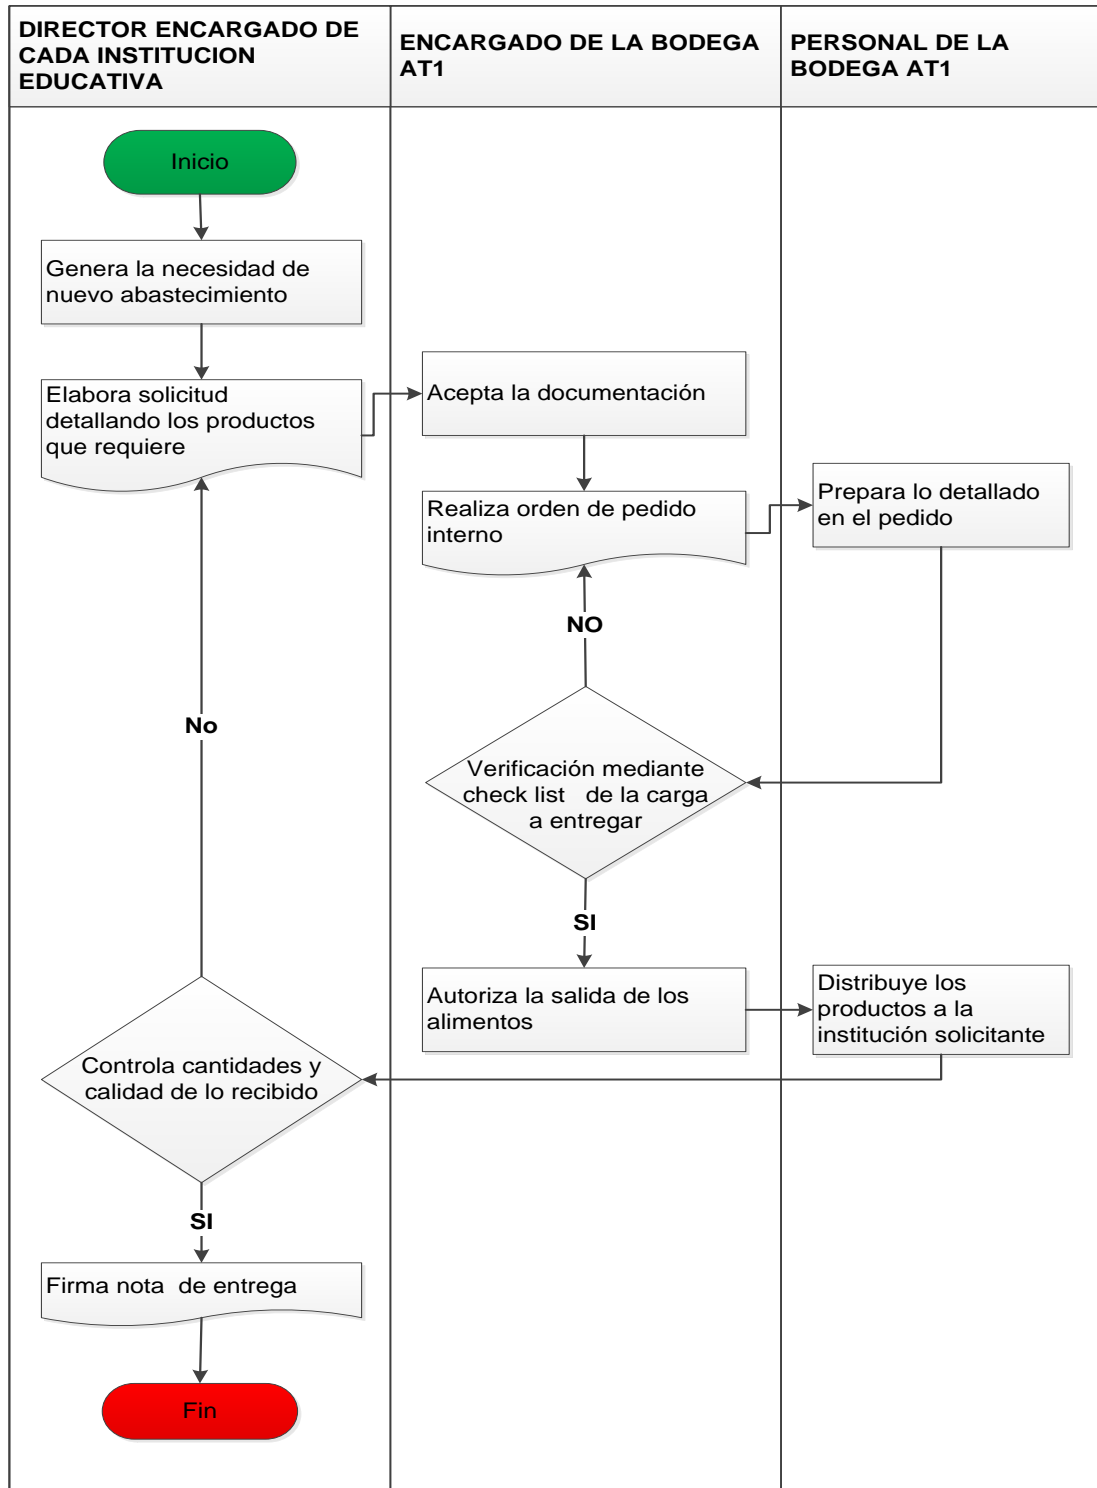 DIRECTOR ENCARGADO DE
CADA INSTITUCION
EDUCATIVA
ENCARGADO DE LA BODEGA
AT1
PERSONAL DE LA
BODEGA AT1
Inicio
Genera la necesidad de
nuevo abastecimiento
Elabora solicitud
detallando los productos
que requiere
Acepta la documentación
Realiza orden de pedido
interno
Prepara lo detallado
en el pedido
NO
No
Verificación mediante
check list de la carga
a entregar
SI
Autoriza la salida de los
alimentos
Distribuye los
productos a la
institución solicitante
Controla cantidades y
calidad de lo recibido
SI
Firma nota de entrega
Fin